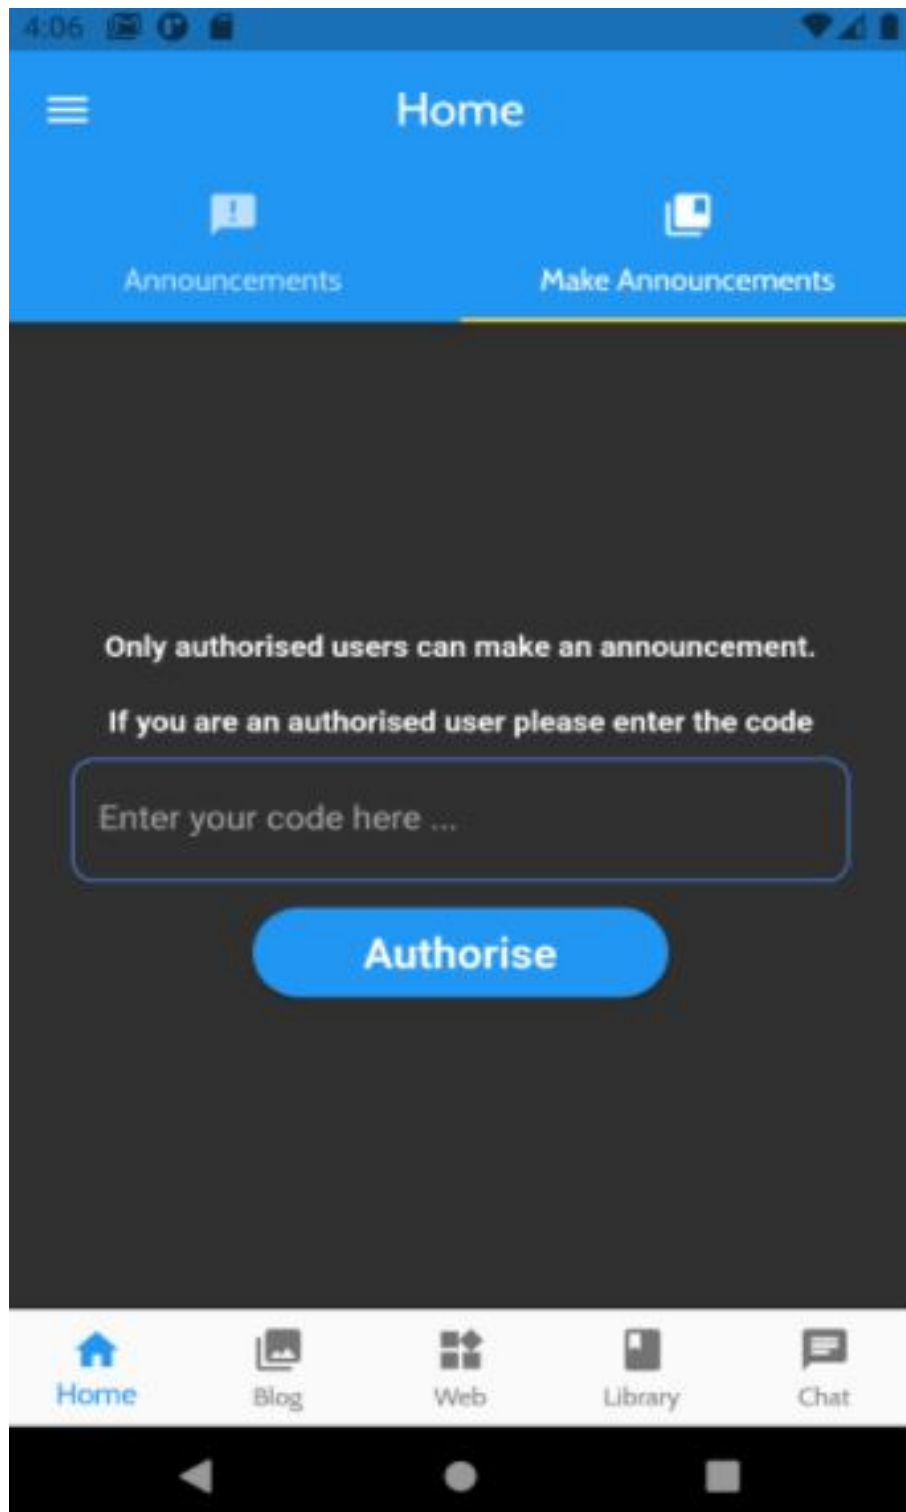 4:06
Home
Announcements
Make Announcements
Only authorised users can make an announcement.
If you are an authorised user please enter the code
Enter your code here ...
Authorise
Home
Blog
Web
Library
Chat